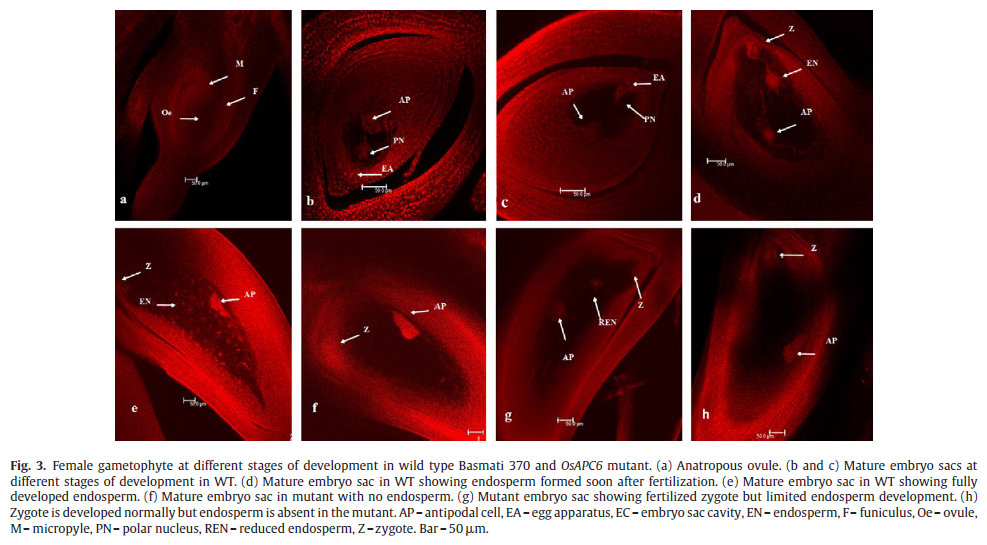 M
F
Oe
50.0 µm
a
AP
PN
EA
50.0 µm
b
EA
AP
PN
50.0 µm
c
Z
EN
AP
50.0 µm
d
Z
EN
AP
50.0 µm
e
AP
Z
f
Z
REN
AP
50.0 µm
g
Z
AP
50.0 µm
h
Fig. 3. Female gametophyte at different stages of development in wild type Basmati 370 and OsAPC6 mutant. (a) Anatropous ovule. (b and c) Mature embryo sacs at
different stages of development in WT. (d) Mature embryo sac in WT showing endosperm formed soon after fertilization. (e) Mature embryo sac in WT showing fully
developed endosperm. (f) Mature embryo sac in mutant with no endosperm. (g) Mutant embryo sac showing fertilized zygote but limited endosperm development. (h)
Zygote is developed normally but endosperm is absent in the mutant. AP – antipodal cell, EA – egg apparatus, EC – embryo sac cavity, EN – endosperm, F – funiculus, Oe – ovule,
M – micropyle, PN – polar nucleus, REN – reduced endosperm, Z – zygote. Bar – 50 μm.